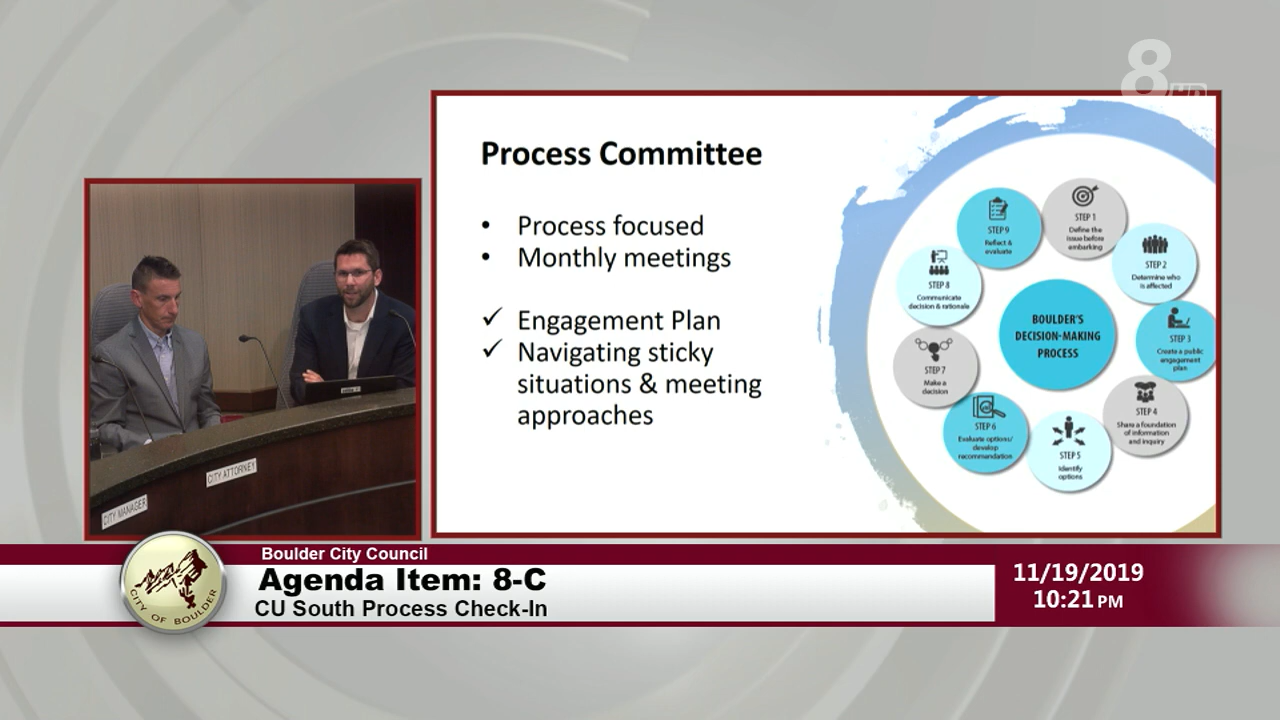 8
HD
Process Committee
• Process focused
• Monthly meetings
✓ Engagement Plan
✓ Navigating sticky
situations & meeting
approaches
BOULDER'S
DECISION-MAKING
PROCESS
STEP 1
Define the
issue before
embarking
STEP 2
Determine who
is affected
STEP 3
Create a public
engagement
plan
STEP 4
Share a foundation
of information
and inquiry
STEP 5
Identify
options
STEP 6
Evaluate options/
develop
recommendation
STEP 7
Make a
decision
STEP 8
Communicate
decision & rationale
STEP 9
Reflect &
evaluate
CITY MANAGER
CITY ATTORNEY
CITY OF BOULDER
Boulder City Council
Agenda Item: 8-C
CU South Process Check-In
11/19/2019
10:21 PM